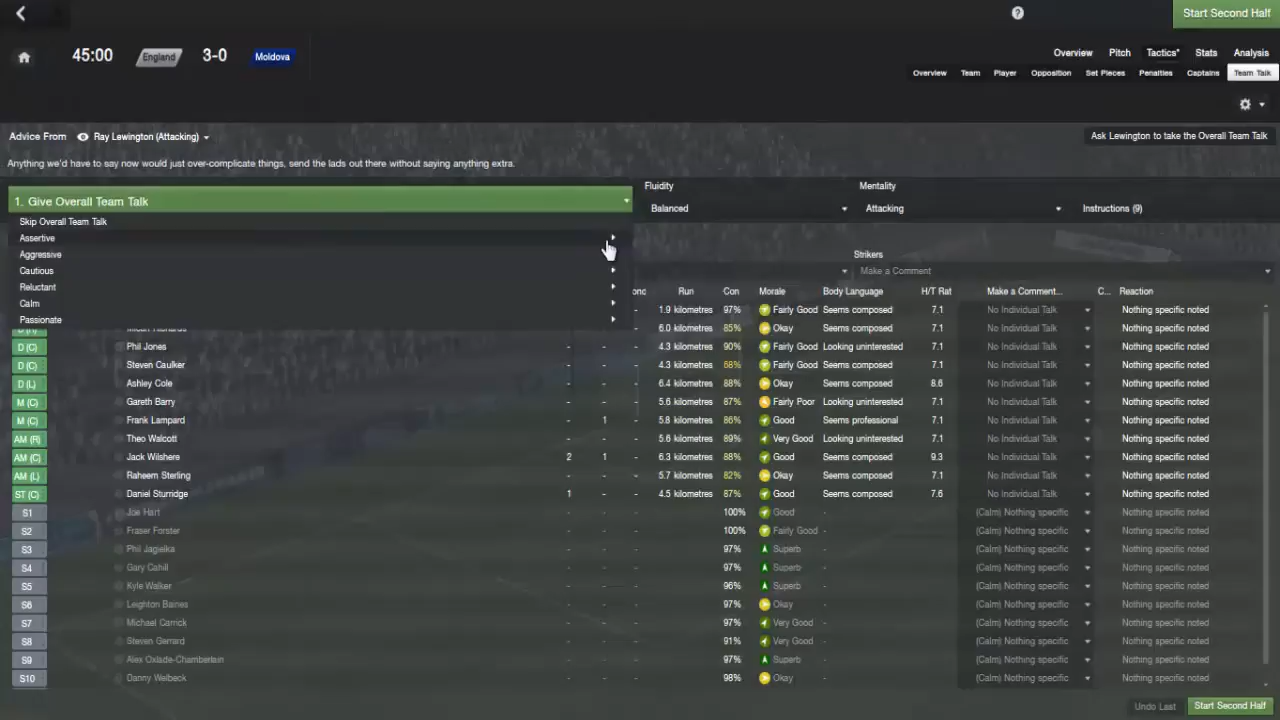 Start Second Half
45:00 England 3-0 Moldova
Overview Pitch Tactics* Stats Analysis
Overview Team Player Opposition Set Pieces Penalties Captains Team Talk
Advice From Ray Lewington (Attacking)
Ask Lewington to take the Overall Team Talk
Anything we'd have to say now would just over-complicate things, send the lads out there without saying anything extra.
Fluidity Mentality
1. Give Overall Team Talk
Balanced Attacking Instructions (9)
Skip Overall Team Talk
Assertive
Aggressive
Cautious
Reluctant
Calm
Passionate
Strikers
Make a Comment
Run Con Morale Body Language H/T Rat Make a Comment... C... Reaction
1.9 kilometres 97% Fairly Good Seems composed 7.1 No Individual Talk Nothing specific noted
6.0 kilometres 85% Okay Seems composed 7.1 No Individual Talk Nothing specific noted
D (C) Phil Jones - - - 4.3 kilometres 90% Fairly Good Looking uninterested 7.1 No Individual Talk Nothing specific noted
D (C) Steven Caulker - - - 4.3 kilometres 88% Fairly Good Seems composed 7.1 No Individual Talk Nothing specific noted
D (L) Ashley Cole - - - 6.4 kilometres 88% Okay Seems composed 8.6 No Individual Talk Nothing specific noted
M (C) Gareth Barry - - - 5.6 kilometres 87% Fairly Poor Looking uninterested 7.1 No Individual Talk Nothing specific noted
M (C) Frank Lampard - 1 - 5.8 kilometres 86% Good Seems professional 7.1 No Individual Talk Nothing specific noted
AM (R) Theo Walcott - - - 5.6 kilometres 89% Very Good Looking uninterested 7.1 No Individual Talk Nothing specific noted
AM (C) Jack Wilshere 2 1 - 6.3 kilometres 88% Good Seems composed 9.3 No Individual Talk Nothing specific noted
AM (L) Raheem Sterling - - - 5.7 kilometres 82% Okay Seems composed 7.1 No Individual Talk Nothing specific noted
ST (C) Daniel Sturridge 1 - - 4.5 kilometres 87% Good Seems composed 7.6 No Individual Talk Nothing specific noted
S1 Joe Hart - - - 100% Good - (Calm) Nothing specific Nothing specific noted
S2 Fraser Forster - - - 100% Fairly Good - (Calm) Nothing specific Nothing specific noted
S3 Phil Jagielka - - - 97% Superb - (Calm) Nothing specific Nothing specific noted
S4 Gary Cahill - - - 97% Superb - (Calm) Nothing specific Nothing specific noted
S5 Kyle Walker - - - 96% Superb - (Calm) Nothing specific Nothing specific noted
S6 Leighton Baines - - - 97% Okay - (Calm) Nothing specific Nothing specific noted
S7 Michael Carrick - - - 97% Very Good - (Calm) Nothing specific Nothing specific noted
S8 Steven Gerrard - - - 91% Very Good - (Calm) Nothing specific Nothing specific noted
S9 Alex Oxlade-Chamberlain - - - 97% Superb - (Calm) Nothing specific Nothing specific noted
S10 Danny Welbeck - - - 98% Okay - (Calm) Nothing specific Nothing specific noted
Undo Last Start Second Half